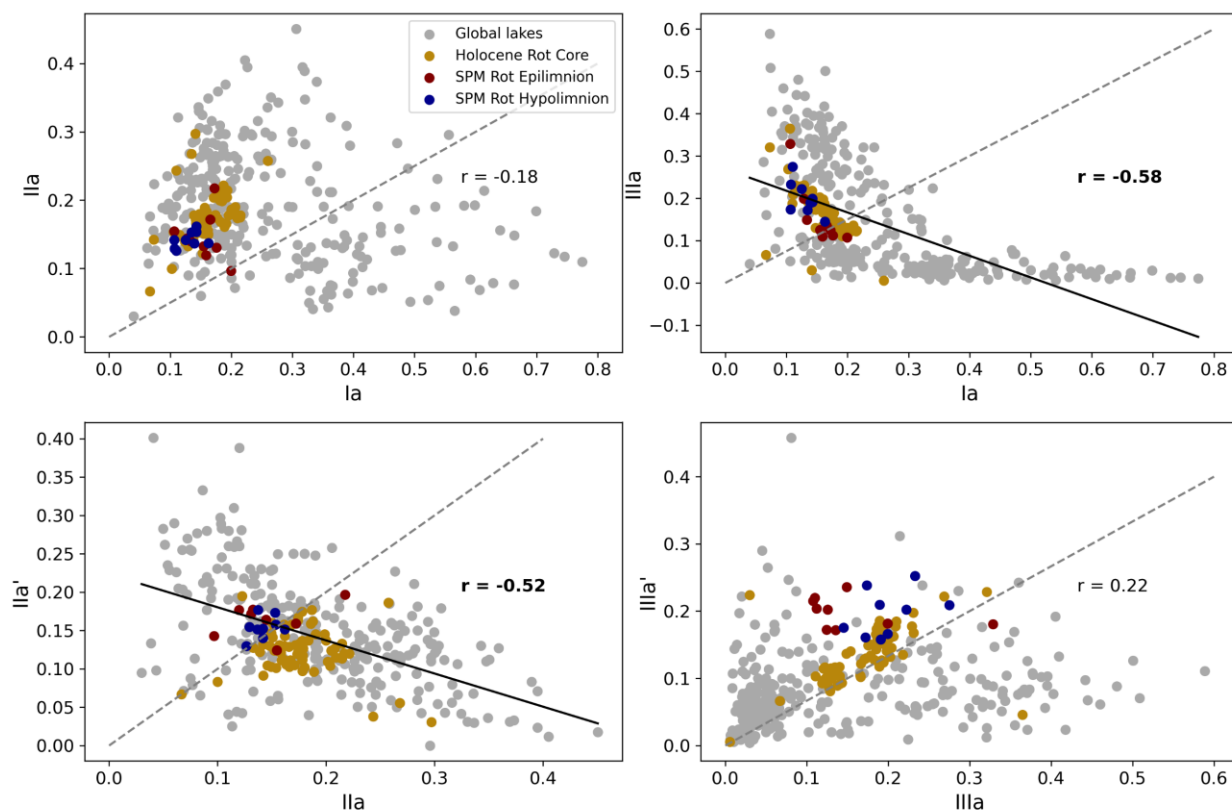 Global lakes
Holocene Rot Core
SPM Rot Epilimnion
SPM Rot Hypolimnion
0.4
0.3
0.2
0.1
0.0
IIa
r = -0.18
0.0 0.1 0.2 0.3 0.4 0.5 0.6 0.7 0.8
Ia
0.6
0.5
0.4
0.3
0.2
0.1
0.0
−0.1
IIIa
r = -0.58
0.0 0.1 0.2 0.3 0.4 0.5 0.6 0.7 0.8
Ia
0.40
0.35
0.30
0.25
0.20
0.15
0.10
0.05
0.00
IIa'
r = -0.52
0.0 0.1 0.2 0.3 0.4
IIa
0.4
0.3
0.2
0.1
0.0
IIIa'
r = 0.22
0.0 0.1 0.2 0.3 0.4 0.5 0.6
IIIa